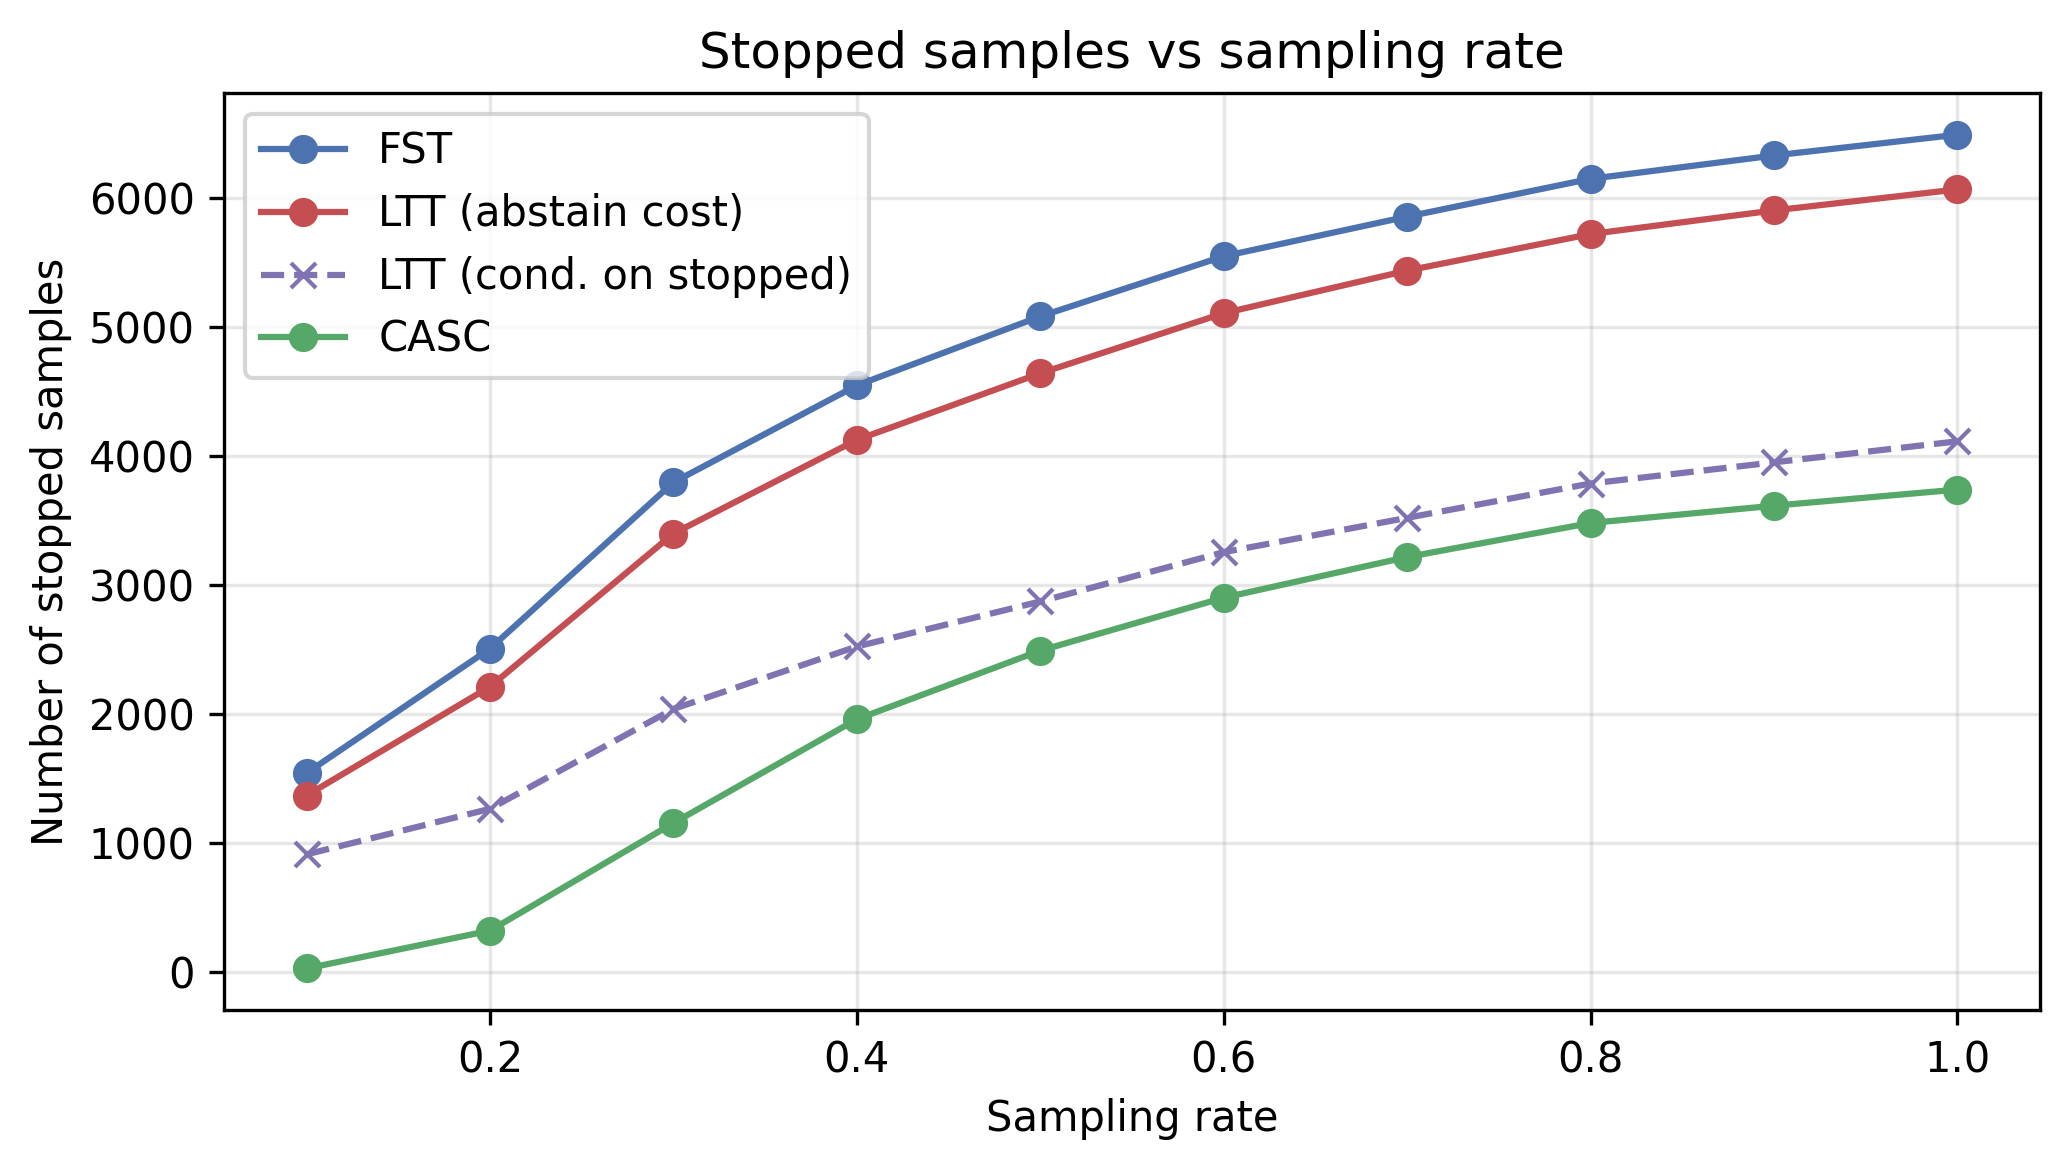 Stopped samples vs sampling rate
FST
LTT (abstain cost)
LTT (cond. on stopped)
CASC
Number of stopped samples
6000
5000
4000
3000
2000
1000
0
0.2
0.4
0.6
0.8
1.0
Sampling rate